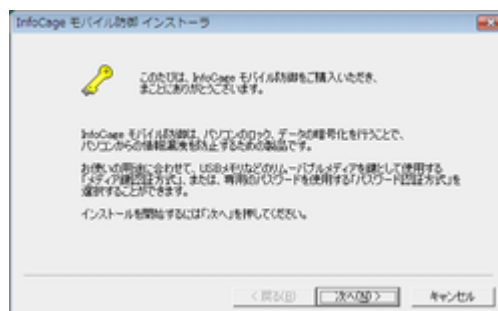 InfoCage モバイル防御 インストーラ
このたびは、InfoCage モバイル防御をご購入いただき、
まことにありがとうございます。
InfoCage モバイル防御は、パソコンのロック、データの暗号化を行うことで、
パソコンからの情報漏洩を防止するための製品です。
お使いの用途に合わせて、USBメモリなどのリムーバブルメディアを鍵として使用する
「メディア鍵認証方式」、または、専用のパスワードを使用する「パスワード認証方式」を
選択することができます。
インストールを開始するには「次へ」を押してください。
< 戻る(B) 次へ(N) > キャンセル